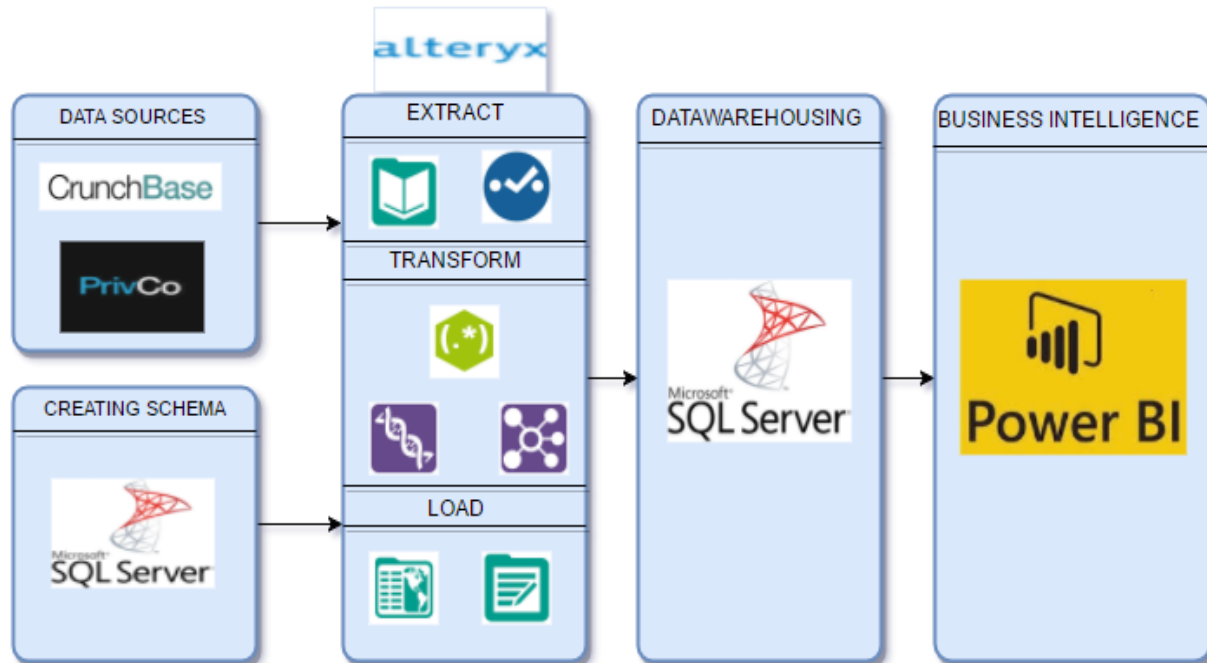 alteryx
DATA SOURCES
CrunchBase
PrivCo
CREATING SCHEMA
Microsoft®
SQL Server®
EXTRACT
TRANSFORM
(.*)
LOAD
DATAWAREHOUSING
Microsoft®
SQL Server®
BUSINESS INTELLIGENCE
Power BI